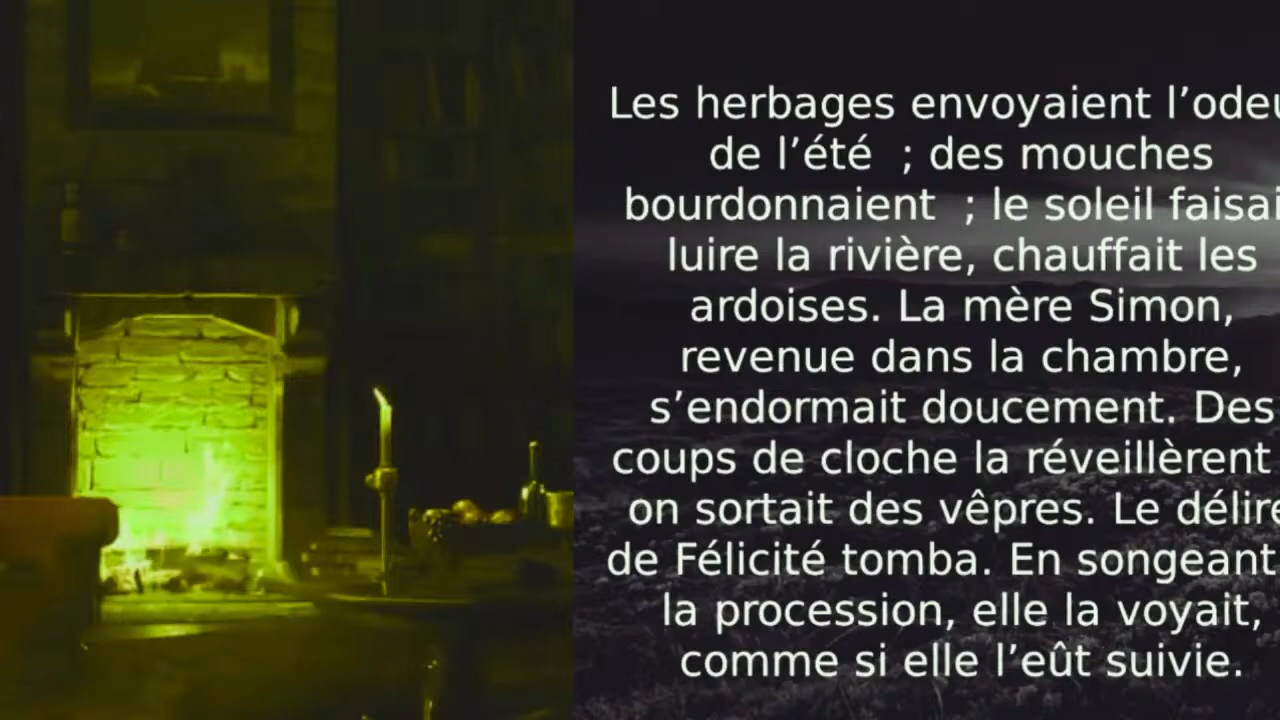 Les herbages envoyaient l’odeu
de l’été  ; des mouches
bourdonnaient  ; le soleil faisai
luire la rivière, chauffait les
ardoises. La mère Simon,
revenue dans la chambre,
s’endormait doucement. Des
coups de cloche la réveillèrent
on sortait des vêpres. Le délire
de Félicité tomba. En songeant
la procession, elle la voyait,
comme si elle l’eût suivie.